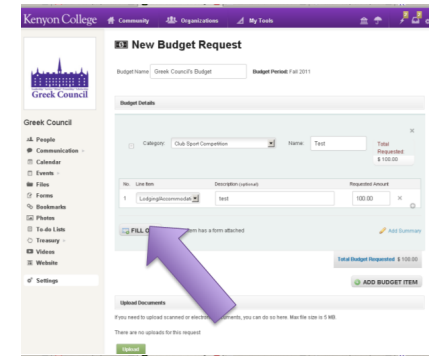 Kenyon College Community Organizations My Tools
New Budget Request
Budget Name Greek Council's Budget Budget Period: Fall 2011
Greek Council
Budget Details
Greek Council
Category: Club Sport Competition Name: Test Total Requested
$ 100.00
People
Communication
Calendar
Events
Files
Forms
Bookmarks
Photos
To-do Lists
Treasury
Videos
Website
Settings
No. Line Item Description (optional) Requested Amount
1 Lodging/Accommodati test 100.00
FILL O em has a form attached Add Summary
Total Budget Requested $ 100.00
ADD BUDGET ITEM
Upload Documents
If you need to upload scanned or electro uments, you can do so here. Max file size is 5 MB.
There are no uploads for this request
Upload